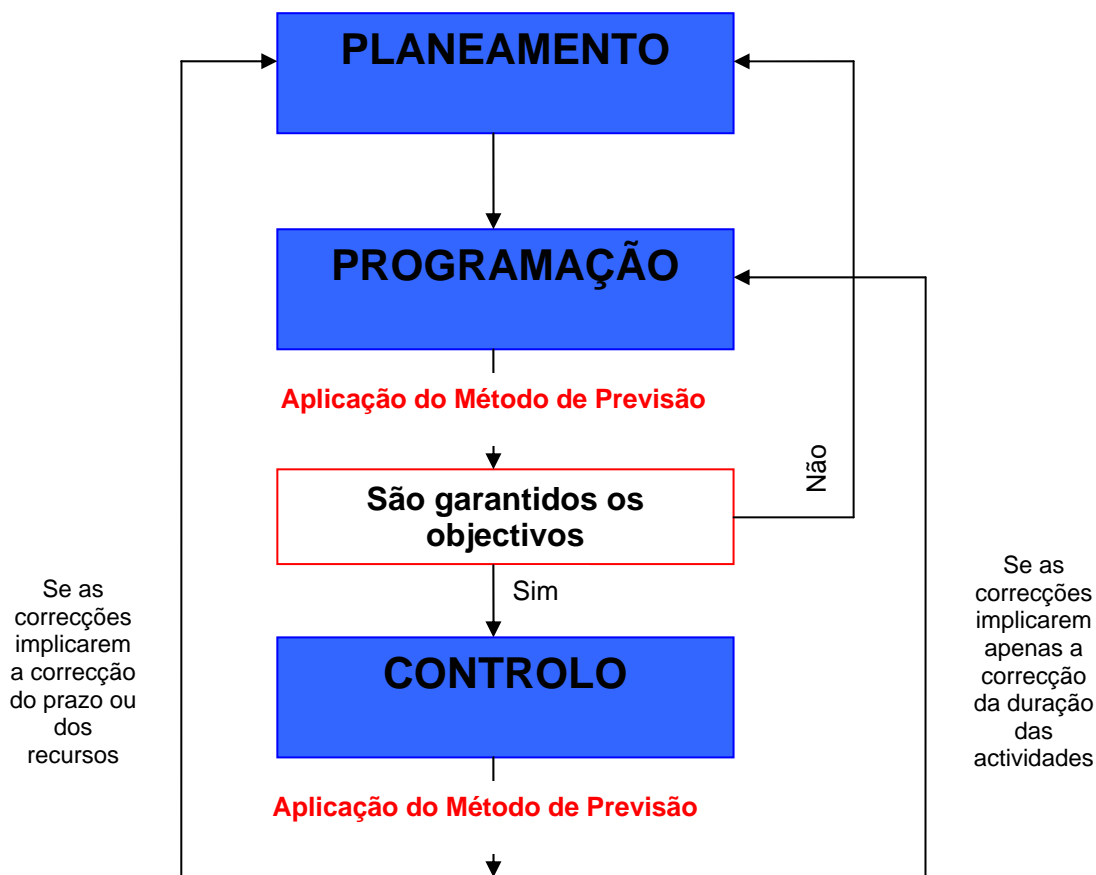 PLANEAMENTO
PROGRAMAÇÃO
Aplicação do Método de Previsão
São garantidos os
objectivos
Não
Sim
Se as
correcções
implicarem
a correcção
do prazo ou
dos
recursos
Se as
correcções
implicarem
apenas a
correcção
da duração
das
actividades
CONTROLO
Aplicação do Método de Previsão